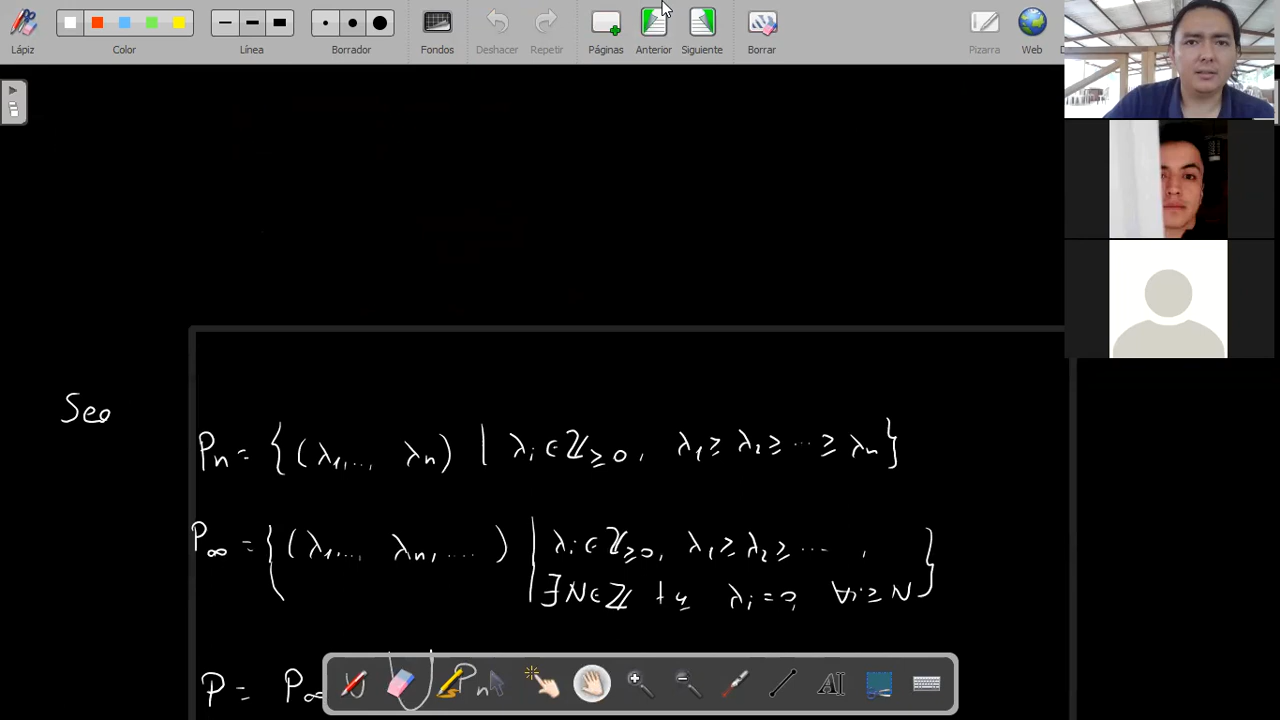 Lápiz Color Línea Borrador Fondos Deshacer Repetir Páginas Anterior Siguiente Borrar Pizarra Web
Sea
Pn = { (λ1,..., λn) | λi ∈ ℤ≥0, λ1 ≥ λ2 ≥ ... ≥ λn }
P∞ = { (λ1,..., λn,....) | λi ∈ ℤ≥0, λ1 ≥ λ2 ≥ ... ,
∃N ∈ ℤ tq λi = 0, ∀i ≥ N }
P = P∞ ∪ ∪ Pn